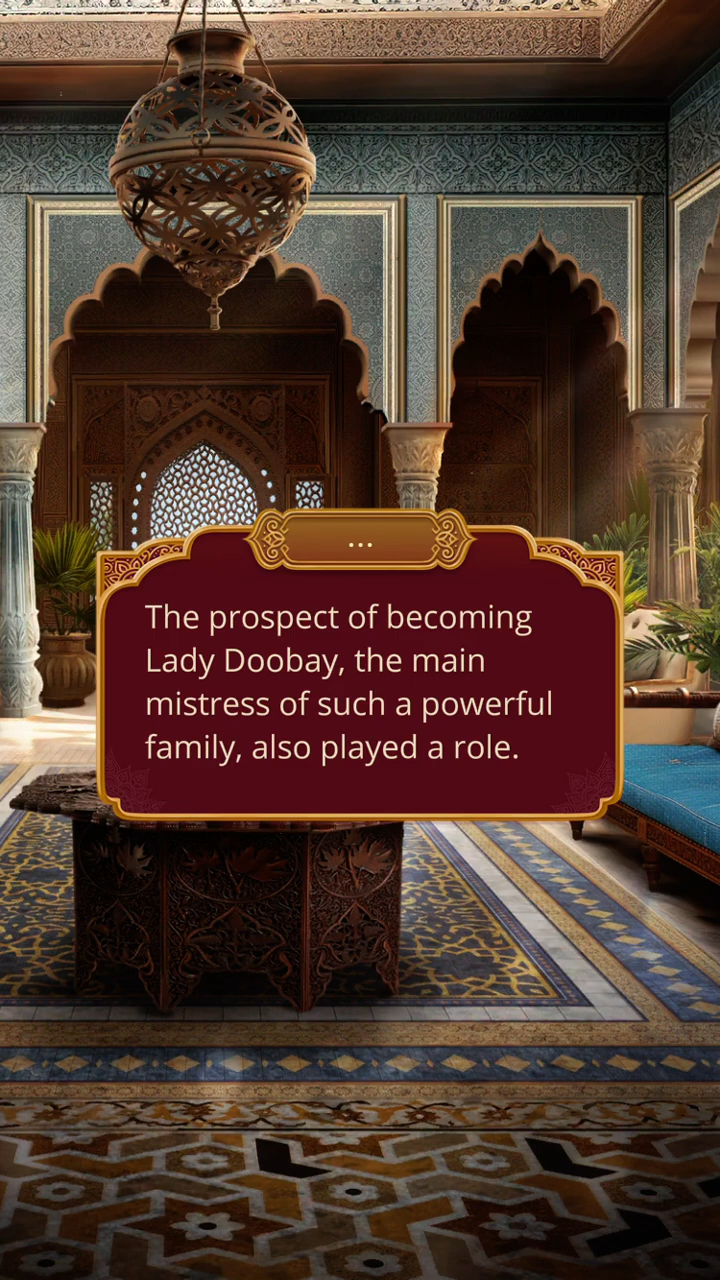 ...
The prospect of becoming
Lady Doobay, the main
mistress of such a powerful
family, also played a role.